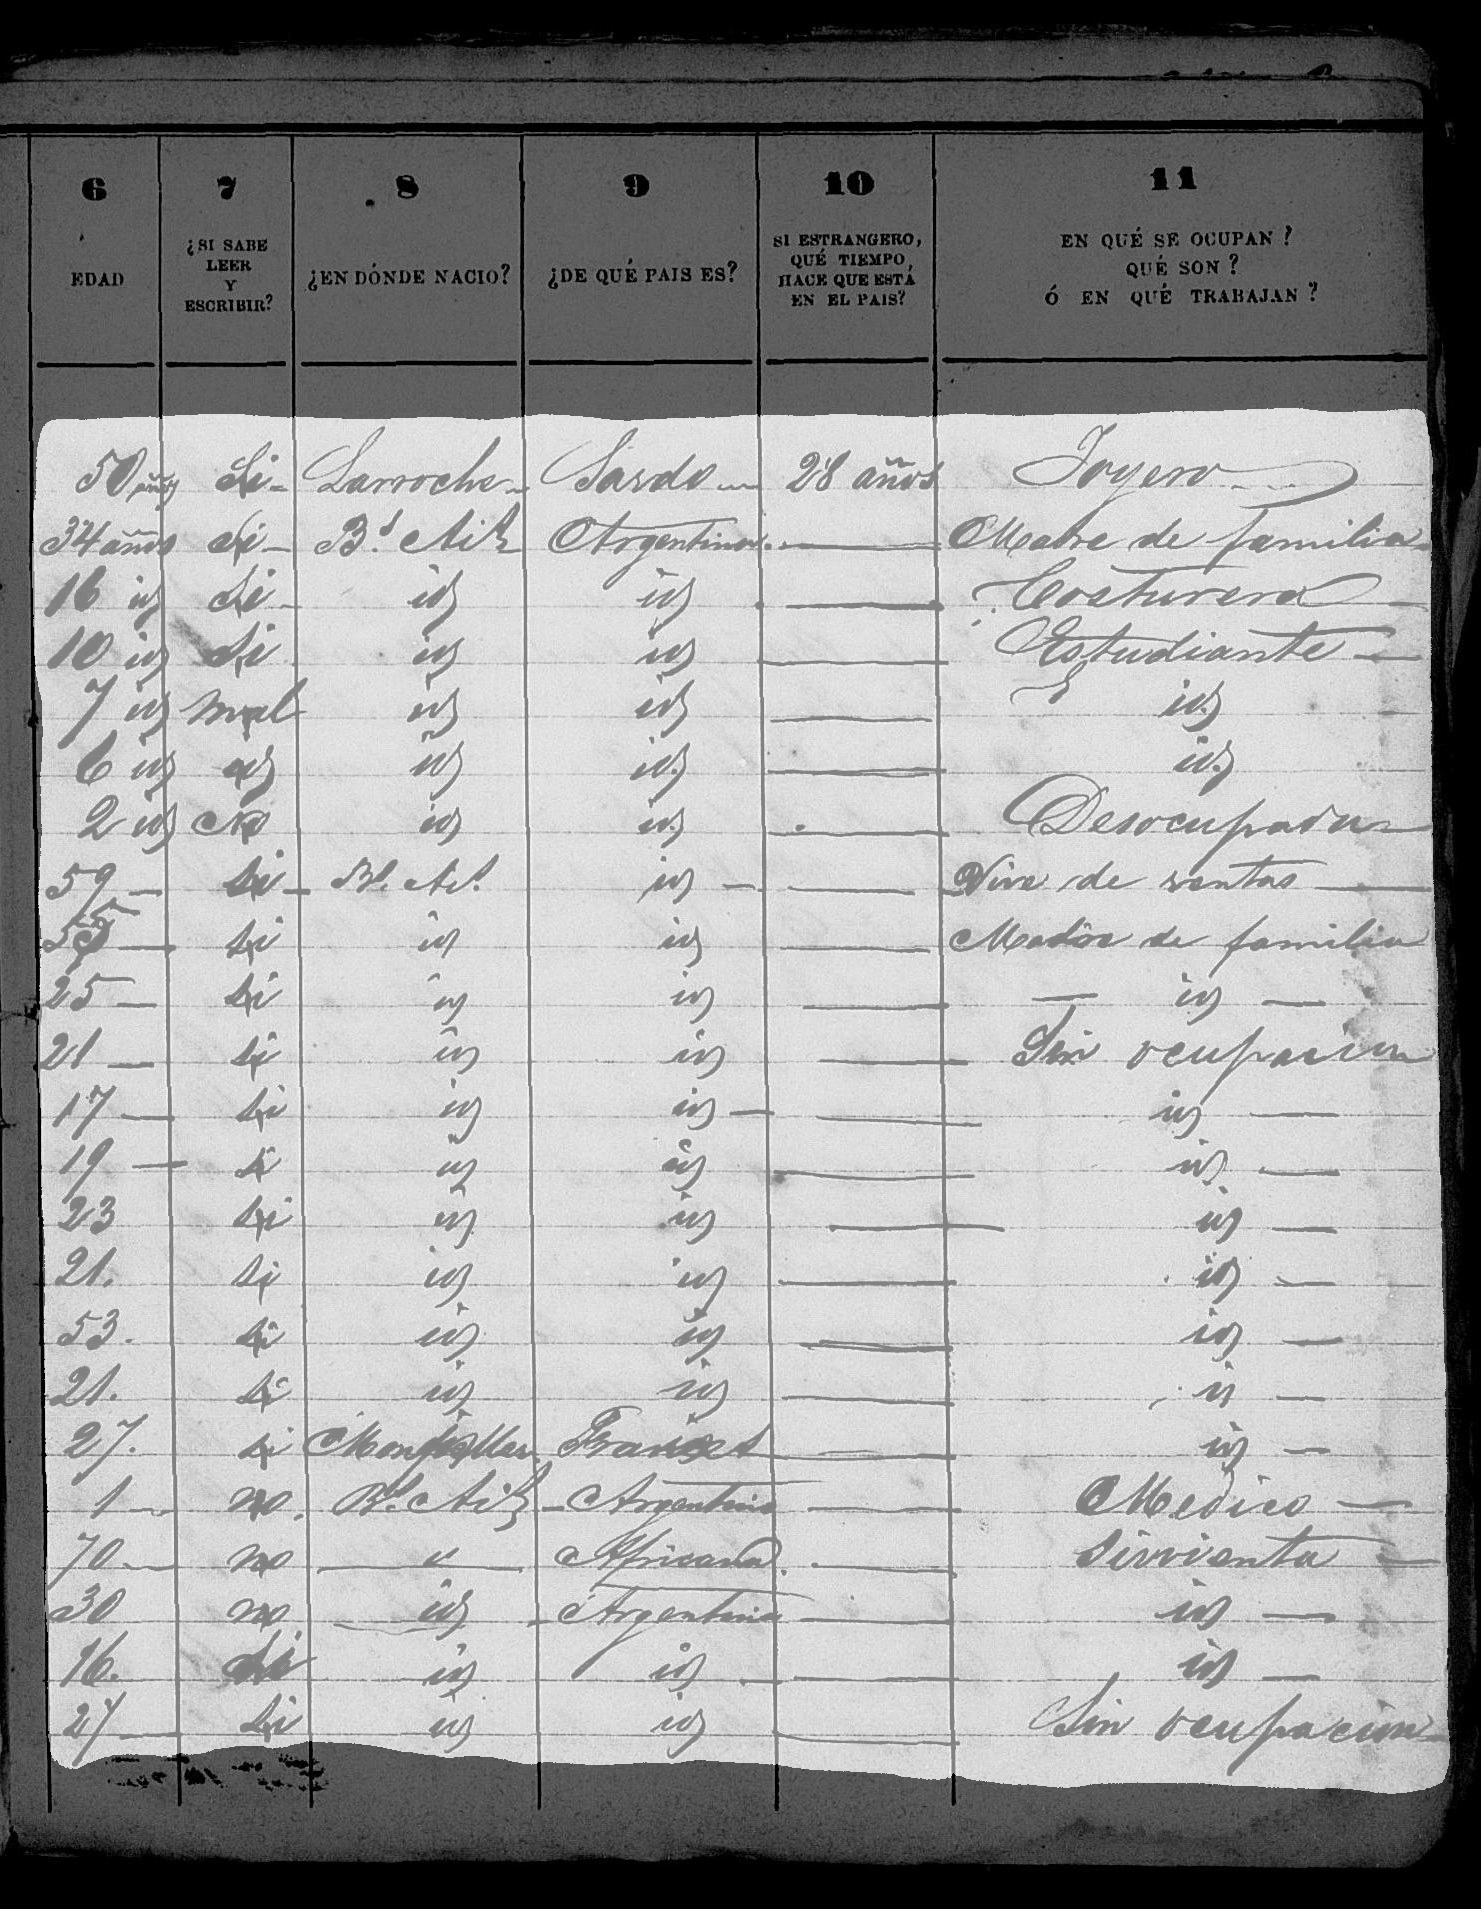 6 7 8 9 10 11
EDAD ¿SI SABE LEER Y ESCRIBIR? ¿EN DÓNDE NACIO? ¿DE QUÉ PAIS ES? SI ESTRANGERO, QUÉ TIEMPO HACE QUE ESTÁ EN EL PAIS? EN QUÉ SE OCUPAN? QUÉ SON? Ó EN QUÉ TRABAJAN?
50 años Si Larroche Sardo 28 años Joyero
34 años Si Bs. Ais Argentina Madre de familia
16 id Si id id Costurera
10 id Si id id Estudiante
7 id mal id id id
6 id id id id id
2 id No id id Desocupada
59 si Bs. As. id Vive de rentas
55 si id id Madre de familia
25 si id id id
21 si id id Sin ocupacion
17 si id id id
19 si id id id
23 si id id id
21. si id id id
53. si id id id
21. si id id id
27. si Frances id
1 no. Bs. Ais Argentina Medico
70 no " Africana Sirvienta
30 no id Argentina id
16. si id id id
27 si id id Sin ocupacion